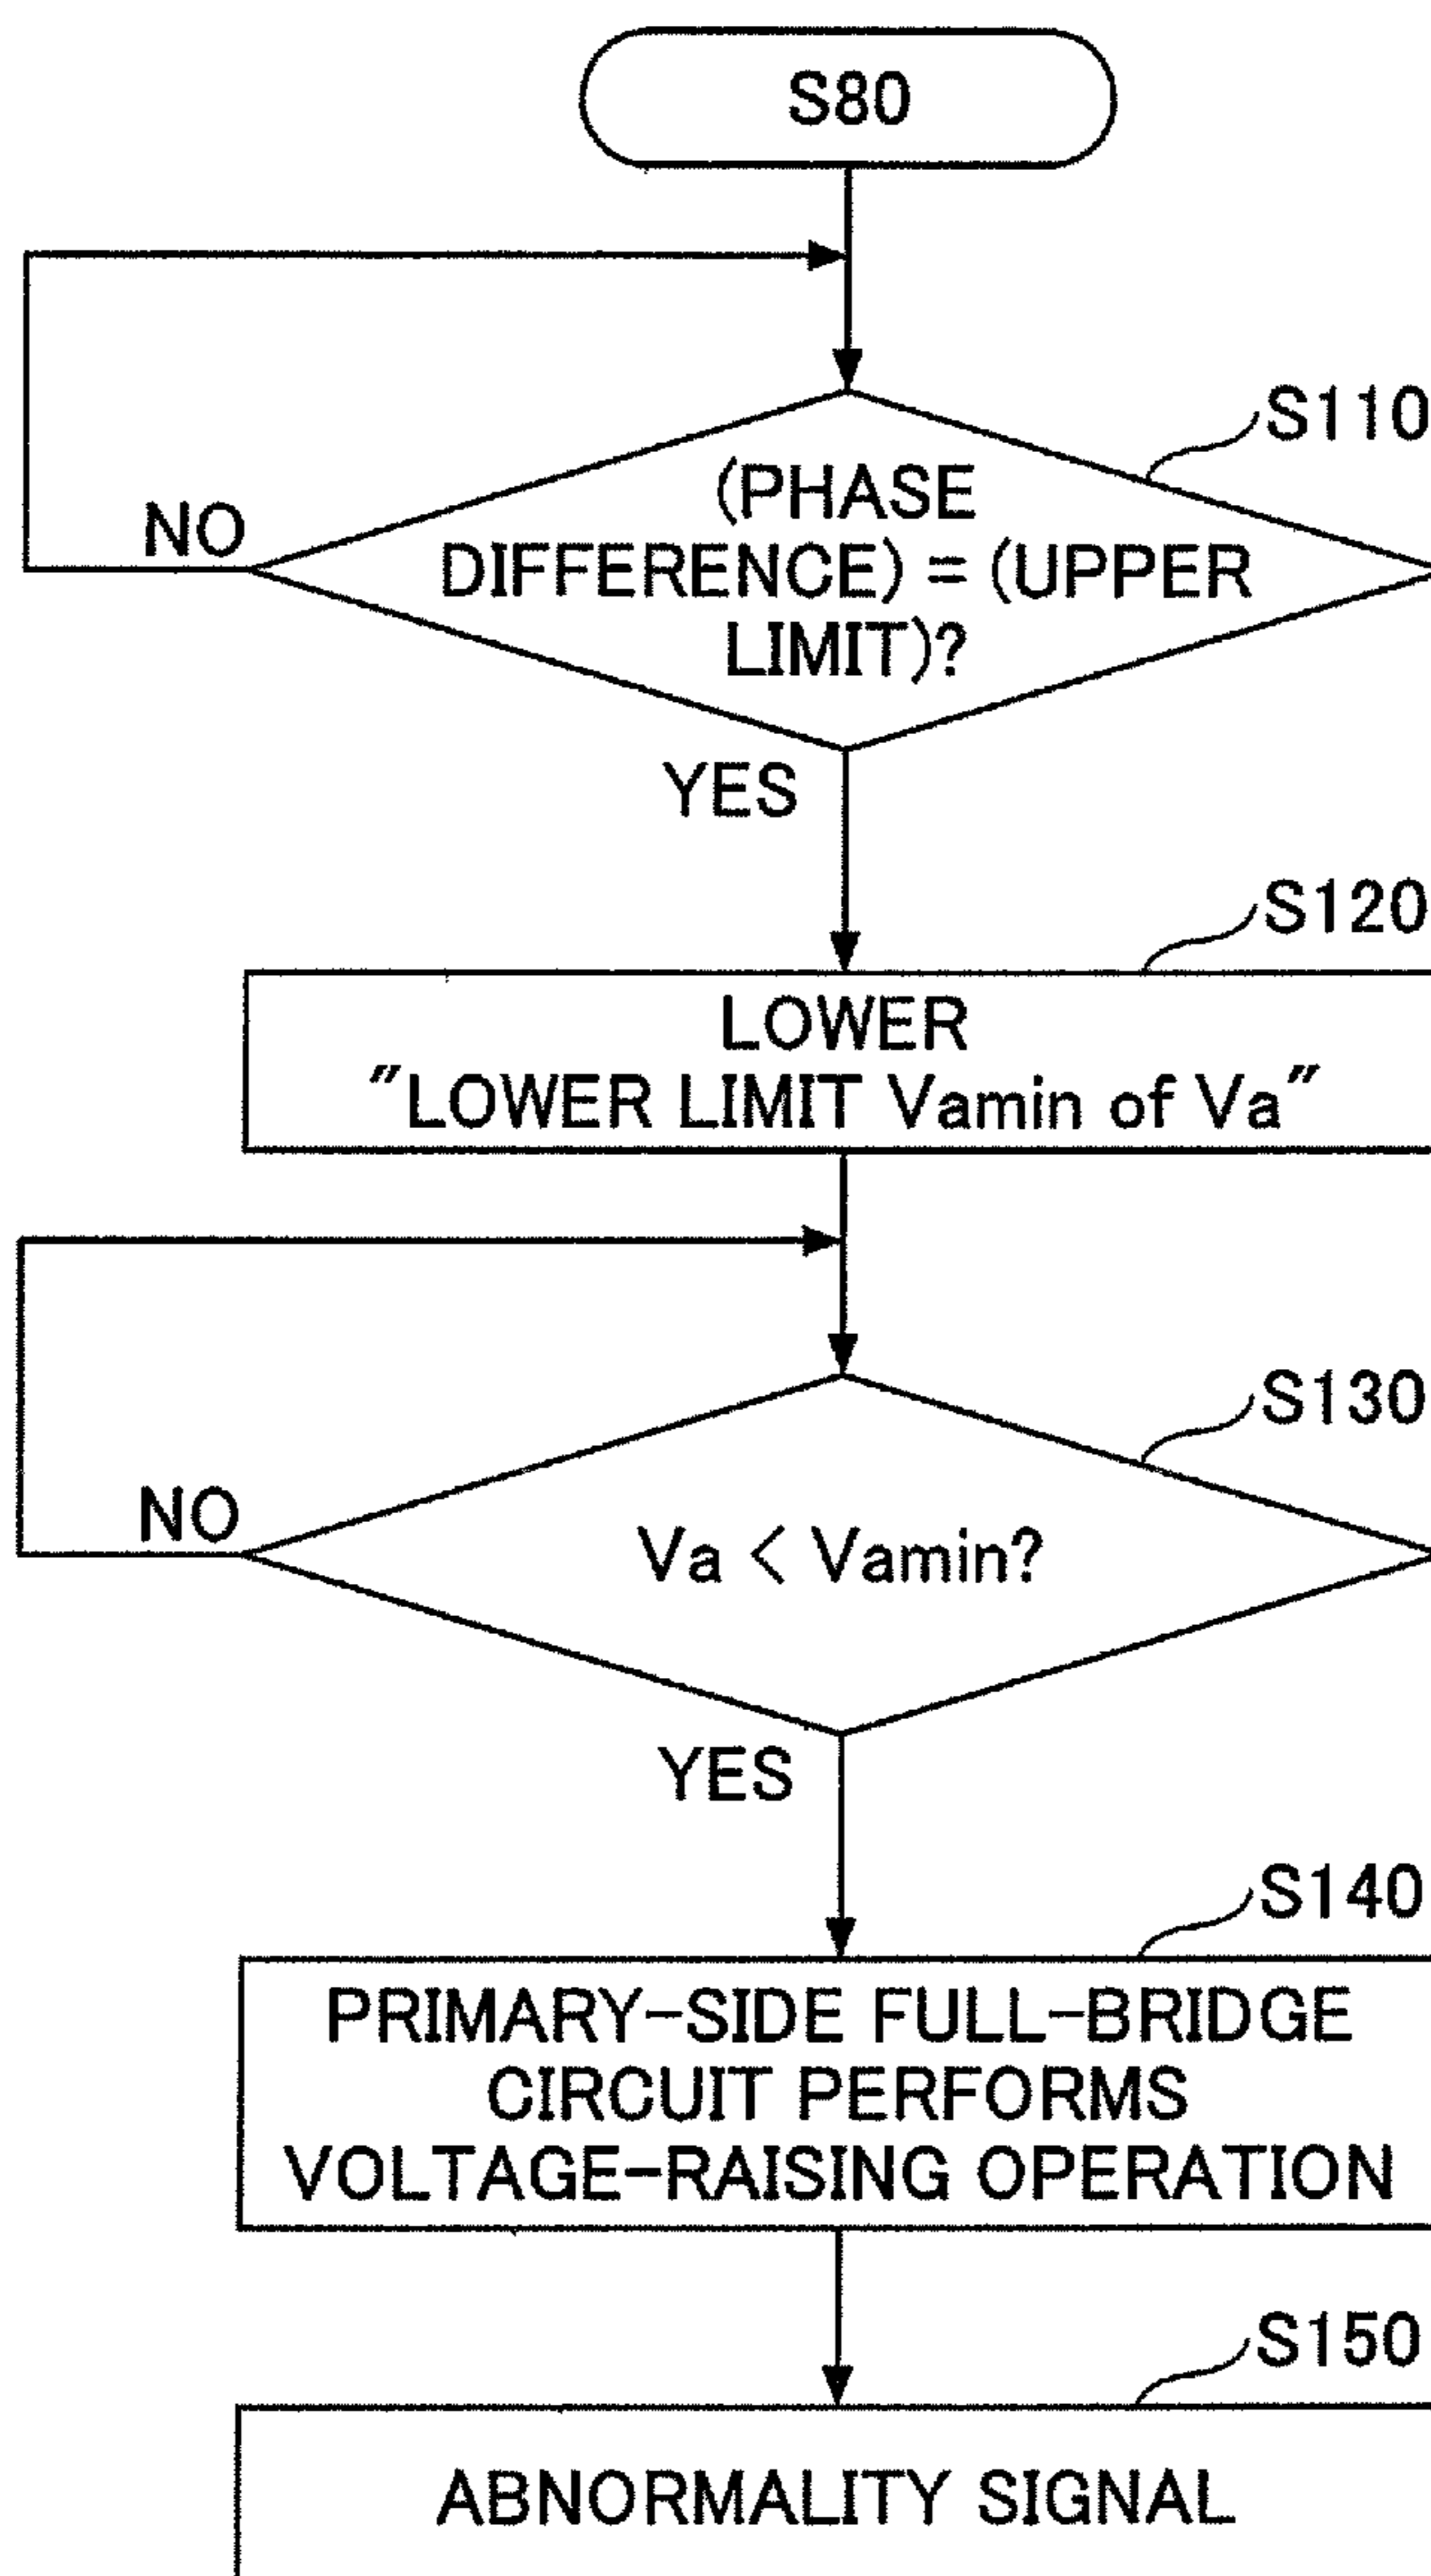 S80
S110
(PHASE
DIFFERENCE) = (UPPER
LIMIT)?
NO
YES
S120
LOWER
"LOWER LIMIT Vamin of Va"
S130
Va < Vamin?
NO
YES
S140
PRIMARY-SIDE FULL-BRIDGE
CIRCUIT PERFORMS
VOLTAGE-RAISING OPERATION
S150
ABNORMALITY SIGNAL